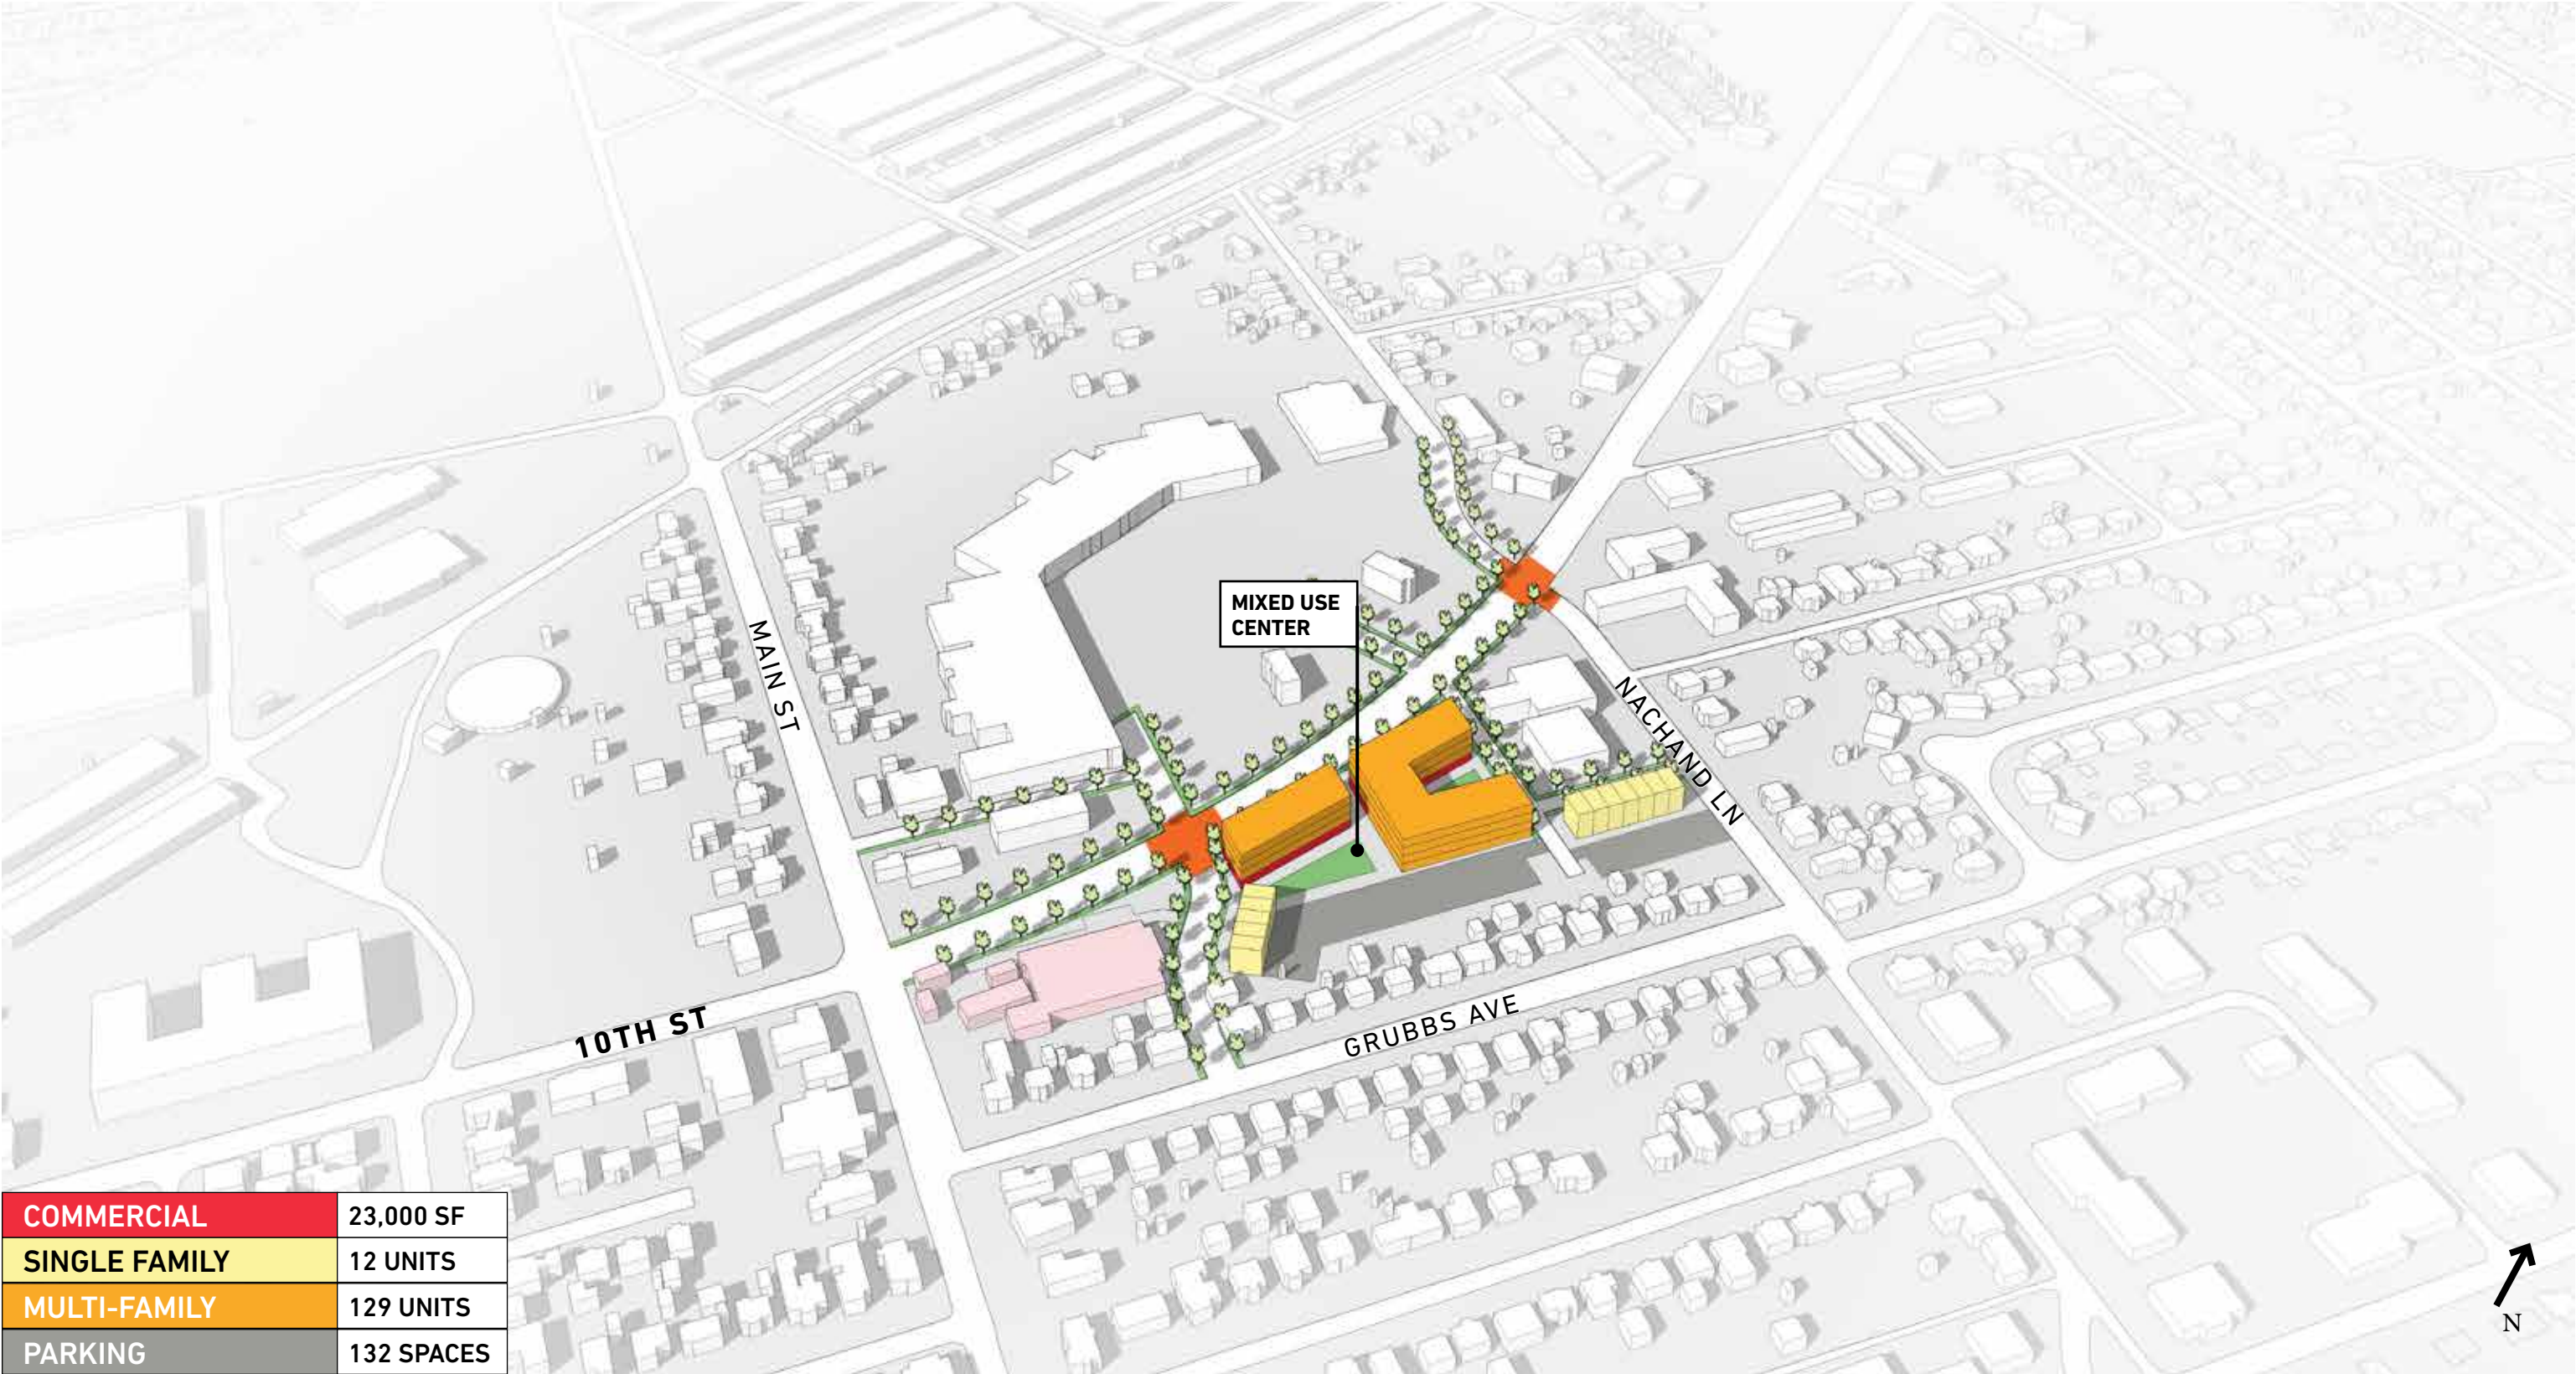 MIXED USE
CENTER
MAIN ST
NACHAND LN
10TH ST
GRUBBS AVE
COMMERCIAL 23,000 SF
SINGLE FAMILY 12 UNITS
MULTI-FAMILY 129 UNITS
PARKING 132 SPACES
N